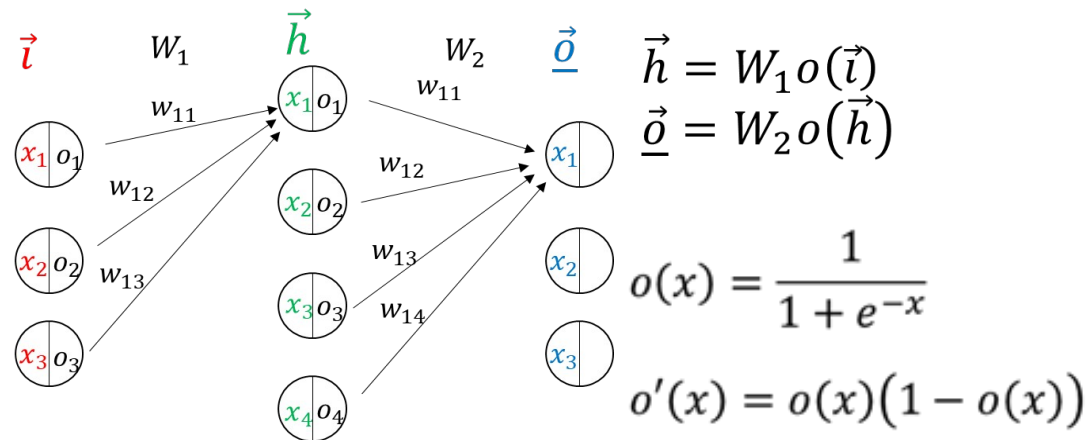 i⃗ W₁ h⃗ W₂ o̲⃗
h⃗ = W₁o(i⃗)
o̲⃗ = W₂o(h⃗)
w₁₁ x₁ o₁ w₁₁
x₁ o₁ x₁
w₁₂ x₂ o₂ w₁₂
x₂ o₂ x₂
w₁₃ x₃ o₃ w₁₃
x₃ o₃ w₁₄ x₃
x₄ o₄
o(x) = 1 / (1 + e⁻ˣ)
o′(x) = o(x)(1 − o(x))